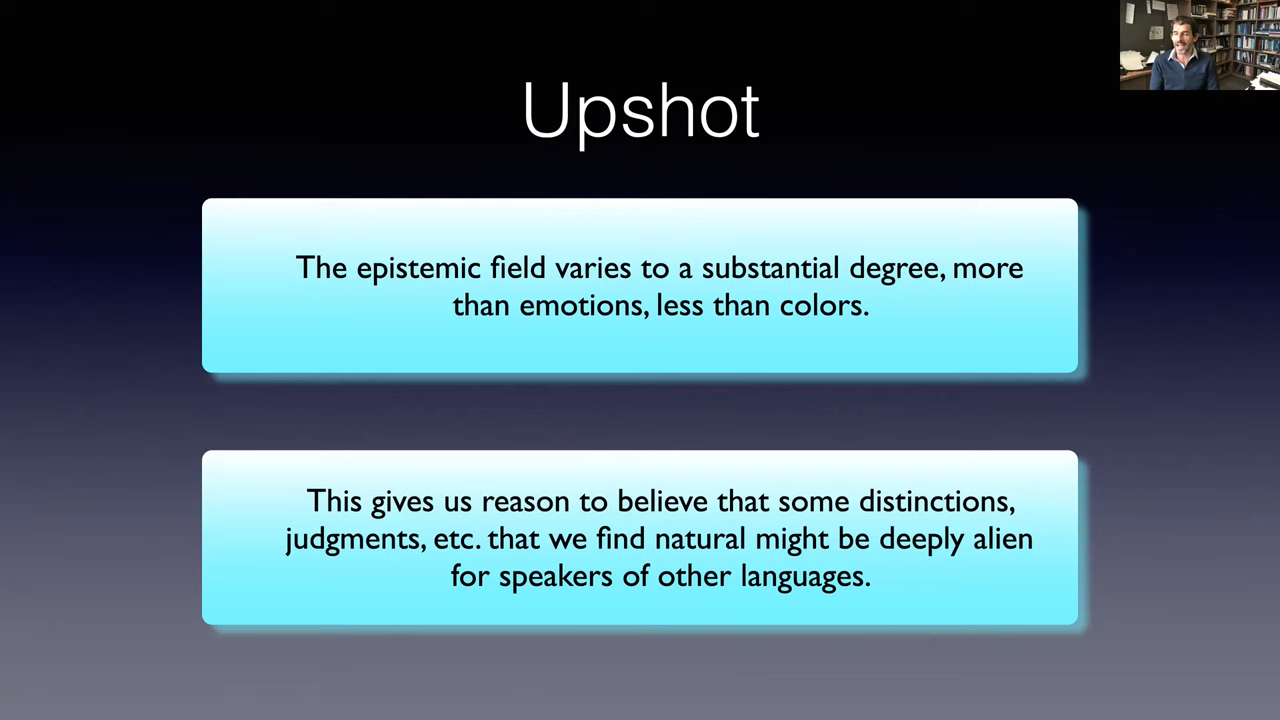 Upshot
The epistemic field varies to a substantial degree, more
than emotions, less than colors.
This gives us reason to believe that some distinctions,
judgments, etc. that we find natural might be deeply alien
for speakers of other languages.